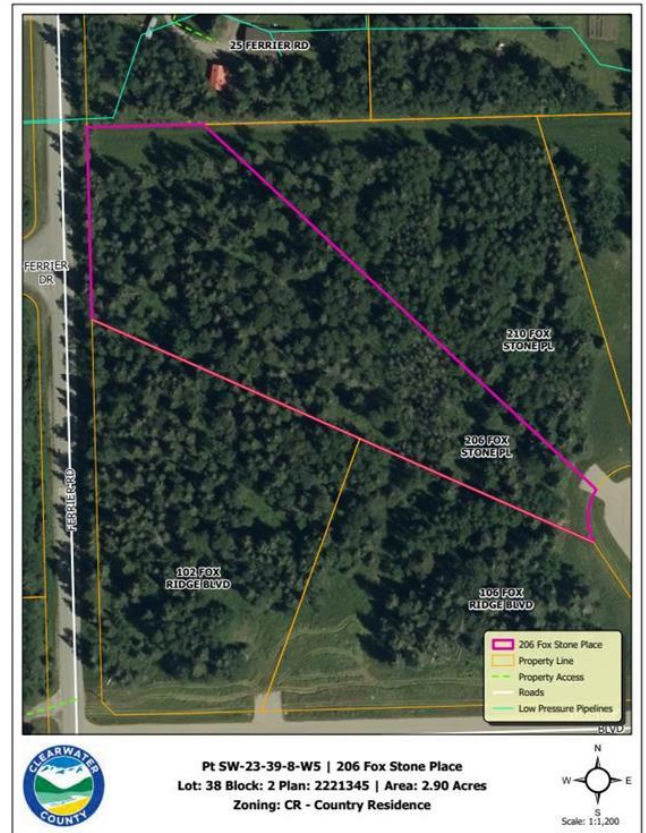 25 FERRIER RD
FERRIER
DR
210 FOX
STONE PL
206 FOX
STONE PL
FERRIER RD
102 FOX
RIDGE BLVD
106 FOX
RIDGE BLVD
206 Fox Stone Place
Property Line
Property Access
Roads
Low Pressure Pipelines
BLVD
CLEARWATER
COUNTY
Pt SW-23-39-8-W5 | 206 Fox Stone Place
Lot: 38 Block: 2 Plan: 2221345 | Area: 2.90 Acres
Zoning: CR - Country Residence
N
W E
S
Scale: 1:1,200